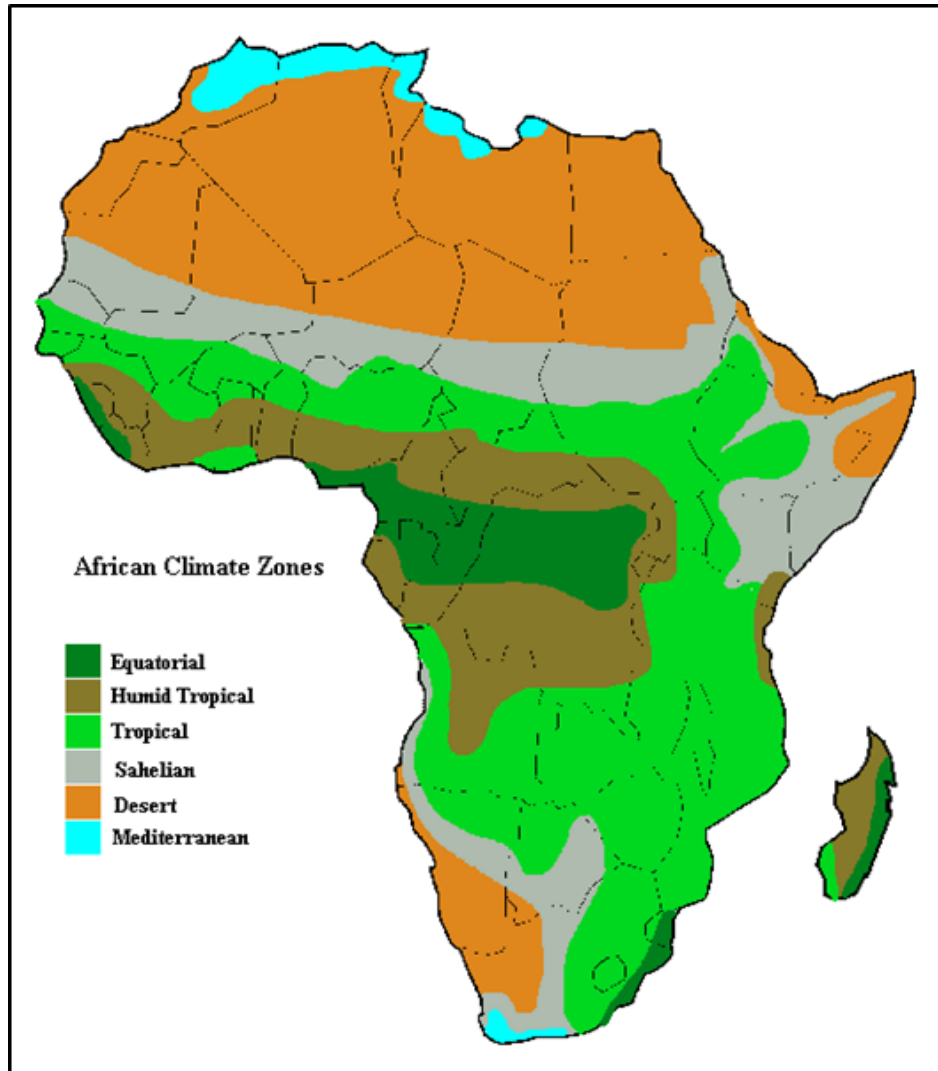 African Climate Zones
Equatorial
Humid Tropical
Tropical
Sahelian
Desert
Mediterranean